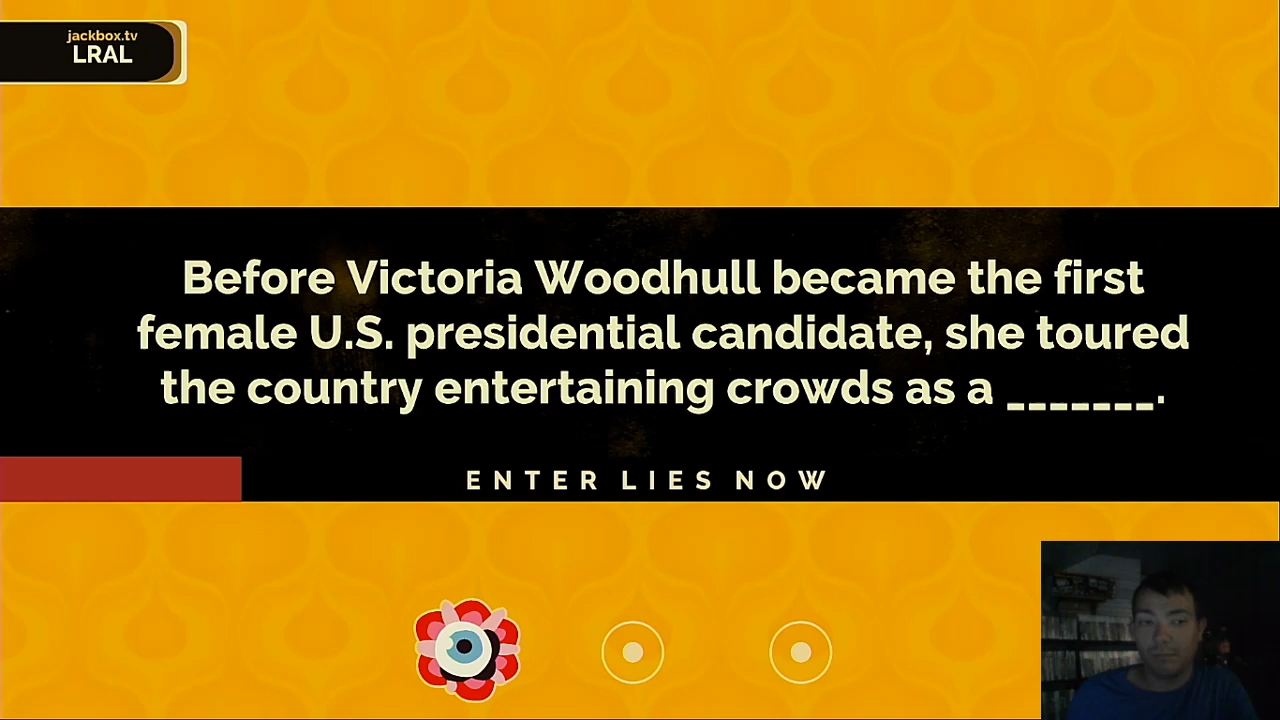 jackbox.tv
LRAL
Before Victoria Woodhull became the first
female U.S. presidential candidate, she toured
the country entertaining crowds as a _______.
ENTER LIES NOW